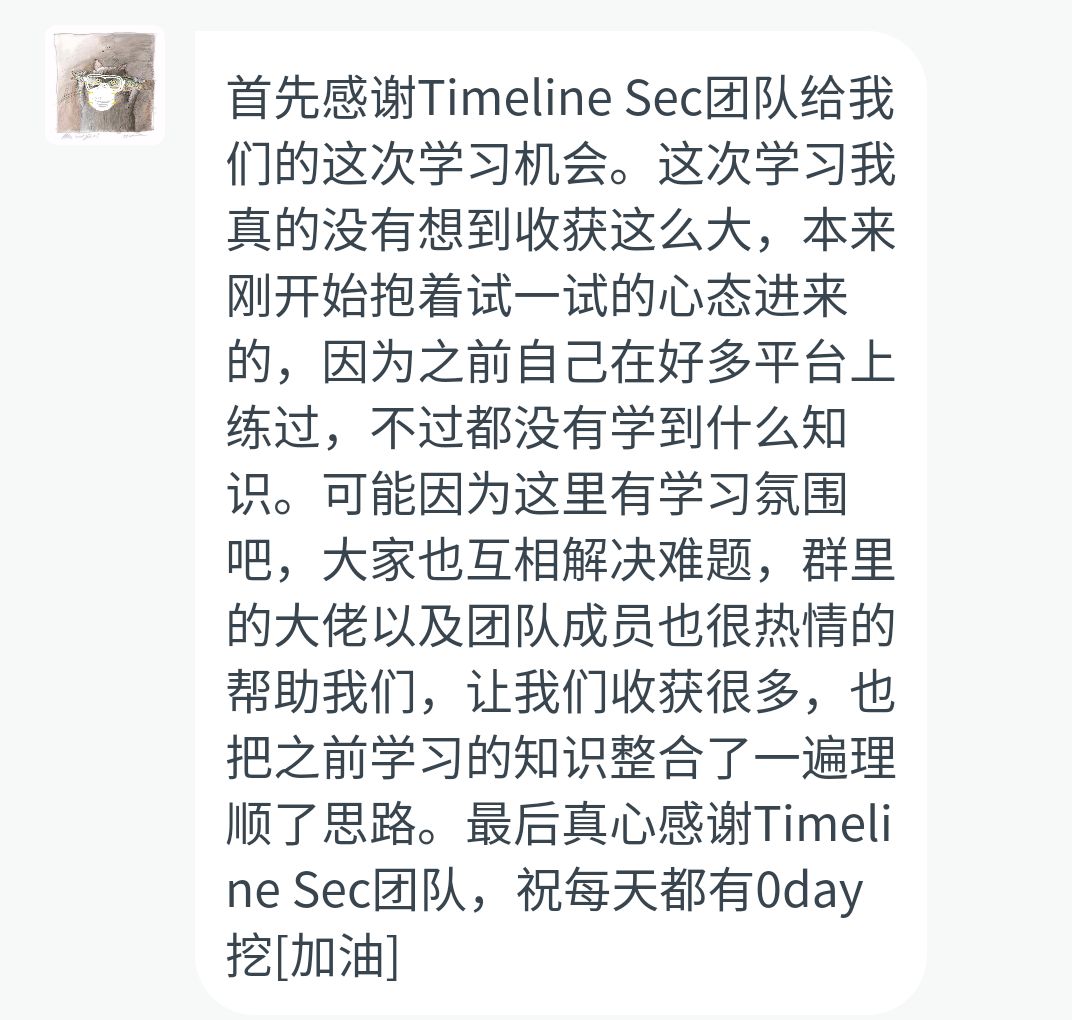 首先感谢Timeline Sec团队给我
们的这次学习机会。这次学习我
真的没有想到收获这么大，本来
刚开始抱着试一试的心态进来
的，因为之前自己在好多平台上
练过，不过都没有学到什么知
识。可能因为这里有学习氛围
吧，大家也互相解决难题，群里
的大佬以及团队成员也很热情的
帮助我们，让我们收获很多，也
把之前学习的知识整合了一遍理
顺了思路。最后真心感谢Timeli
ne Sec团队，祝每天都有0day
挖[加油]